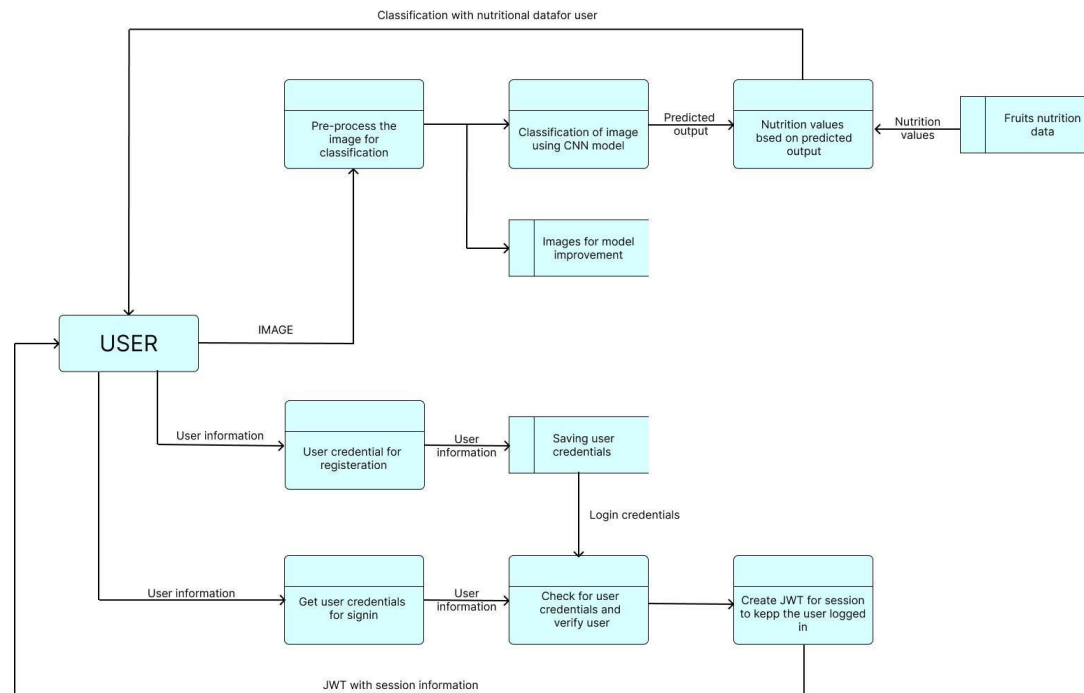 Classification with nutritional datafor user
Pre-process the
image for
classification
Classification of image
using CNN model
Predicted
output
Nutrition values
bsed on predicted
output
Nutrition
values
Fruits nutrition
data
Images for model
improvement
USER
IMAGE
User information
User credential for
registeration
User
information
Saving user
credentials
Login credentials
User information
Get user credentials
for signin
User
information
Check for user
credentials and
verify user
Create JWT for session
to kepp the user logged
in
JWT with session information